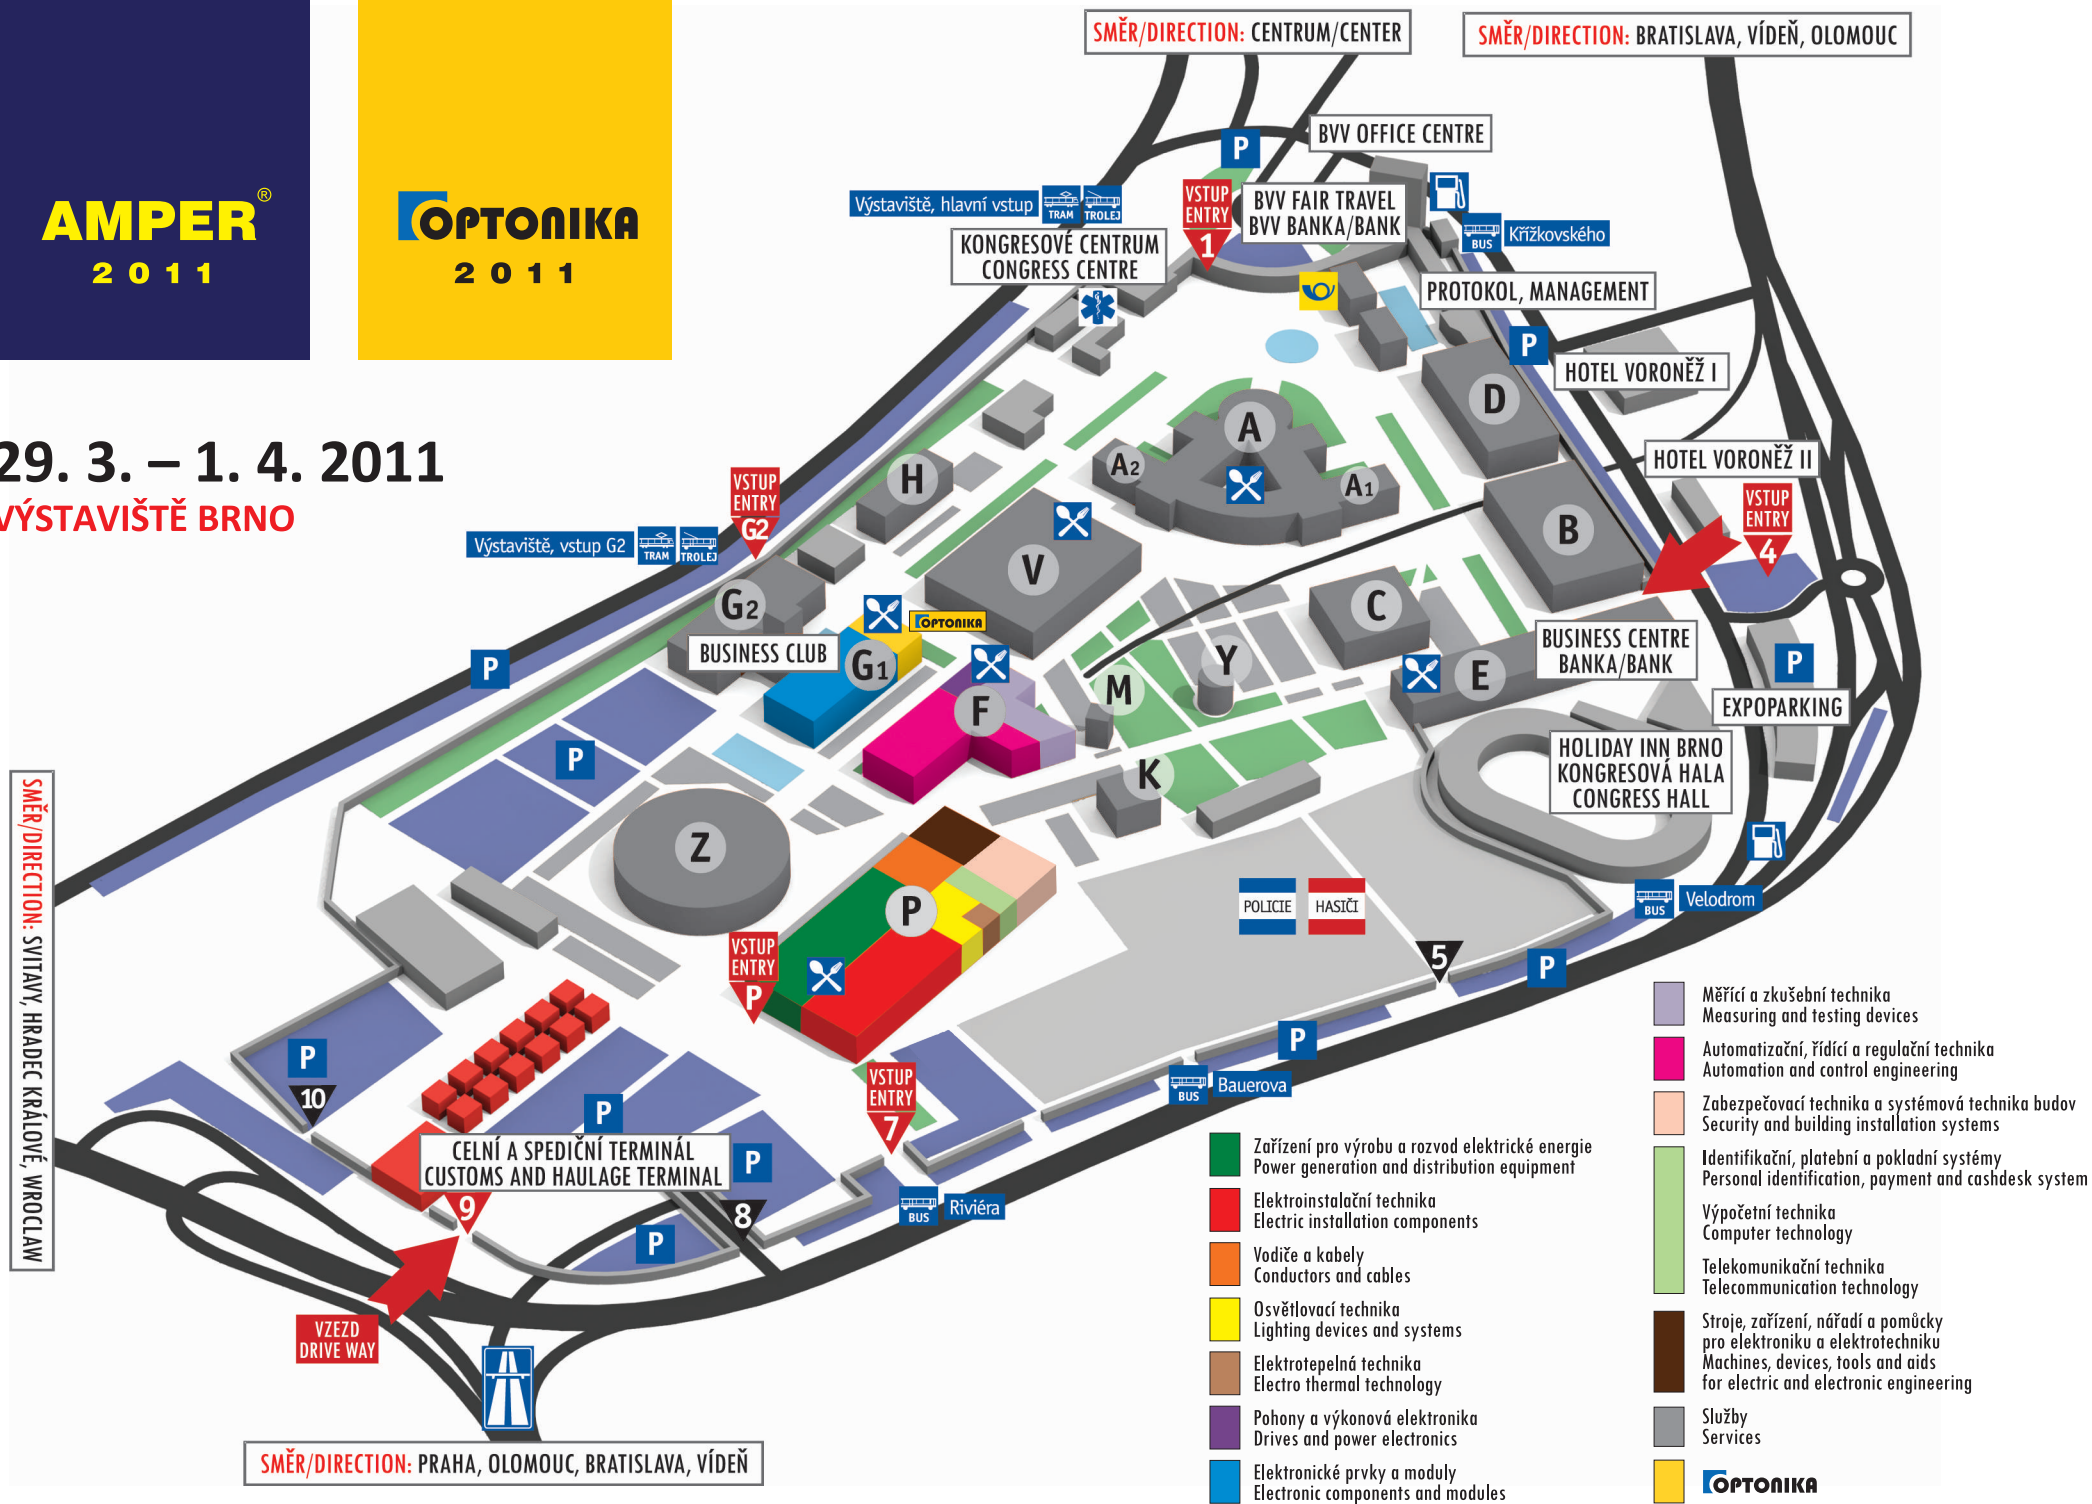 AMPER®
2011
OPTONIKA
2011
29. 3. – 1. 4. 2011
VÝSTAVIŠTĚ BRNO
SMĚR/DIRECTION: CENTRUM/CENTER
SMĚR/DIRECTION: BRATISLAVA, VÍDEŇ, OLOMOUC
BVV OFFICE CENTRE
P
VSTUP
ENTRY
1
BVV FAIR TRAVEL
BVV BANKA/BANK
Výstaviště, hlavní vstup
TRAM
TROLEJ
KONGRESOVÉ CENTRUM
CONGRESS CENTRE
BUS
Křížkovského
PROTOKOL, MANAGEMENT
P
HOTEL VORONĚŽ I
D
A
A2
A1
H
HOTEL VORONĚŽ II
VSTUP
ENTRY
4
VSTUP
ENTRY
G2
Výstaviště, vstup G2
TRAM
TROLEJ
B
V
C
G2
OPTONIKA
BUSINESS CLUB
G1
P
BUSINESS CENTRE
BANKA/BANK
P
Y
E
M
F
EXPOPARKING
P
HOLIDAY INN BRNO
KONGRESOVÁ HALA
CONGRESS HALL
K
Z
P
POLICIE
HASIČI
BUS
Velodrom
SMĚR/DIRECTION: SVITAVY, HRADEC KRÁLOVÉ, WROCLAW
VSTUP
ENTRY
P
5
P
P
P
10
VSTUP
ENTRY
7
BUS
Bauerova
P
CELNÍ A SPEDIČNÍ TERMINÁL
CUSTOMS AND HAULAGE TERMINAL
P
9
8
BUS
Riviéra
P
VZEZD
DRIVE WAY
SMĚR/DIRECTION: PRAHA, OLOMOUC, BRATISLAVA, VÍDEŇ
Zařízení pro výrobu a rozvod elektrické energie
Power generation and distribution equipment
Elektroinstalační technika
Electric installation components
Vodiče a kabely
Conductors and cables
Osvětlovací technika
Lighting devices and systems
Elektrotepelná technika
Electro thermal technology
Pohony a výkonová elektronika
Drives and power electronics
Elektronické prvky a moduly
Electronic components and modules
Měřící a zkušební technika
Measuring and testing devices
Automatizační, řídící a regulační technika
Automation and control engineering
Zabezpečovací technika a systémová technika budov
Security and building installation systems
Identifikační, platební a pokladní systémy
Personal identification, payment and cashdesk system
Výpočetní technika
Computer technology
Telekomunikační technika
Telecommunication technology
Stroje, zařízení, nářadí a pomůcky
pro elektroniku a elektrotechniku
Machines, devices, tools and aids
for electric and electronic engineering
Služby
Services
OPTONIKA